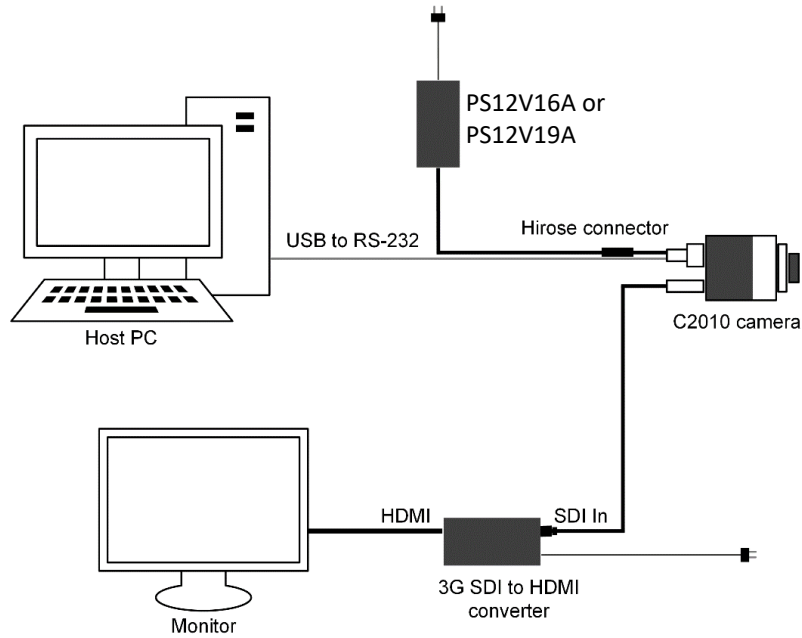 PS12V16A or
PS12V19A
Hirose connector
USB to RS-232
C2010 camera
Host PC
HDMI
SDI In
3G SDI to HDMI
converter
Monitor